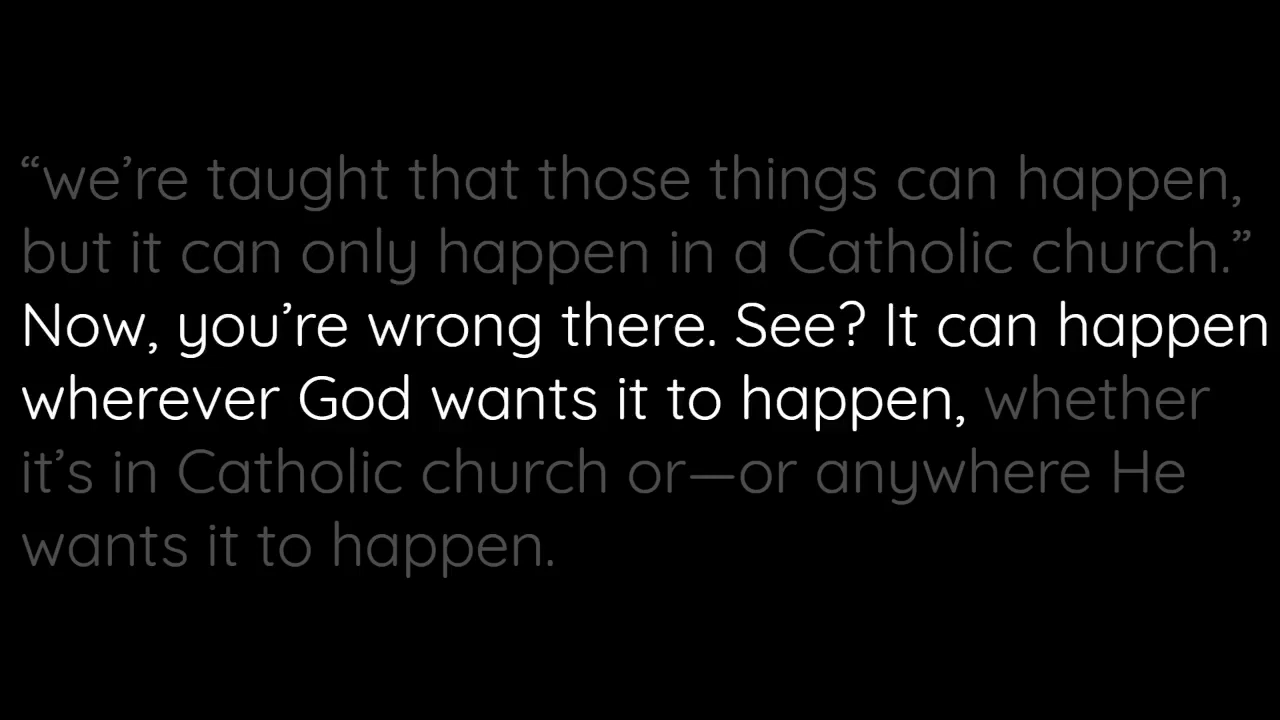 “we’re taught that those things can happen,
but it can only happen in a Catholic church.”
Now, you’re wrong there. See? It can happen
wherever God wants it to happen, whether
it’s in Catholic church or—or anywhere He
wants it to happen.